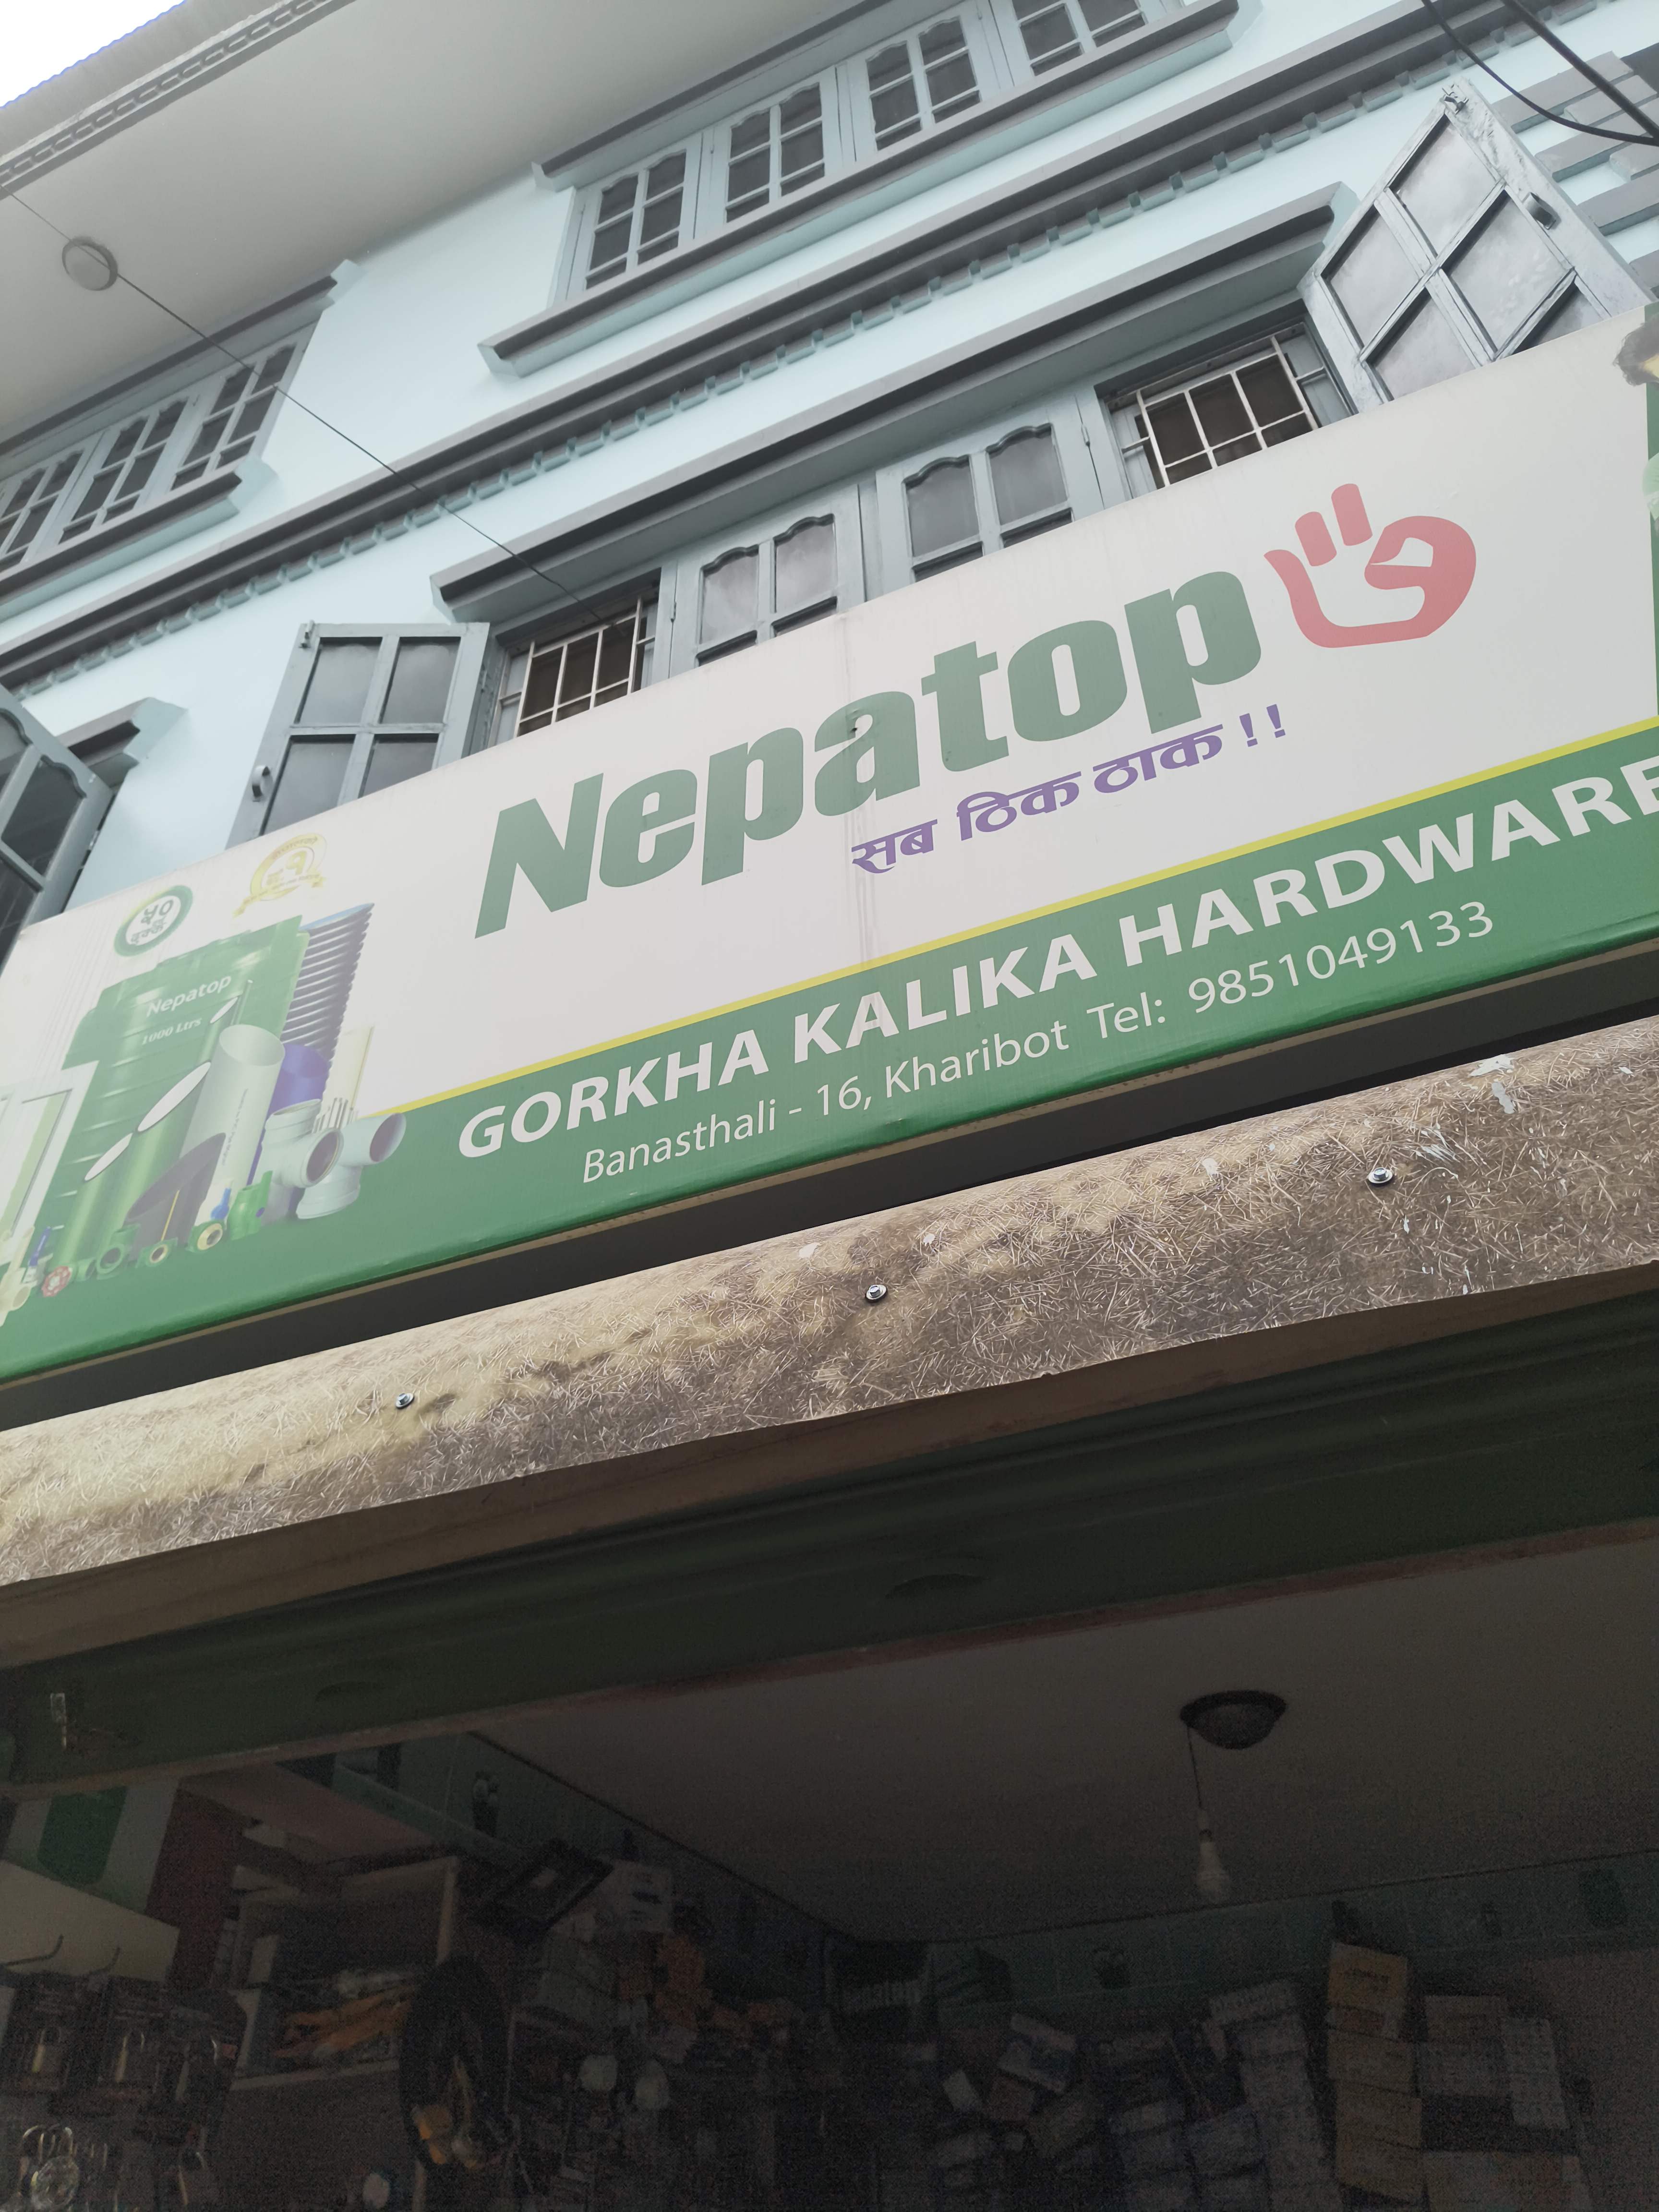 Nepatop
सब ठिक ठाक !!
Nepatop
1000 Ltrs
GORKHA KALIKA HARDWARE
Banasthali - 16, Kharibot Tel: 9851049133